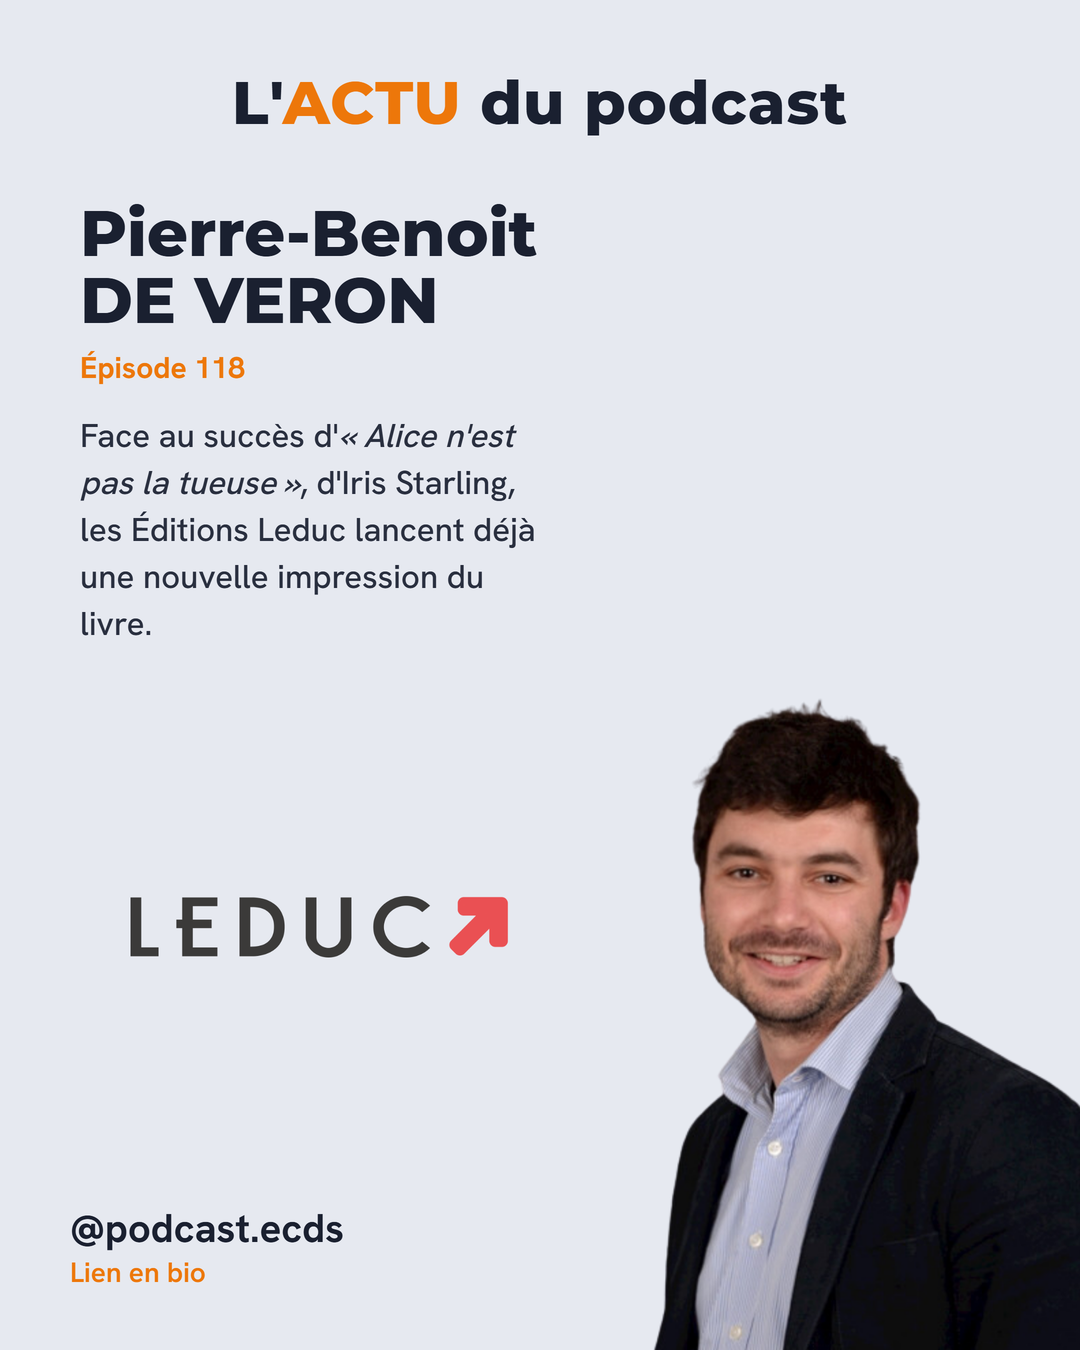 L'ACTU du podcast
Pierre-Benoit
DE VERON
Épisode 118
Face au succès d'« Alice n'est
pas la tueuse », d'Iris Starling,
les Éditions Leduc lancent déjà
une nouvelle impression du
livre.
LEDUC
@podcast.ecds
Lien en bio